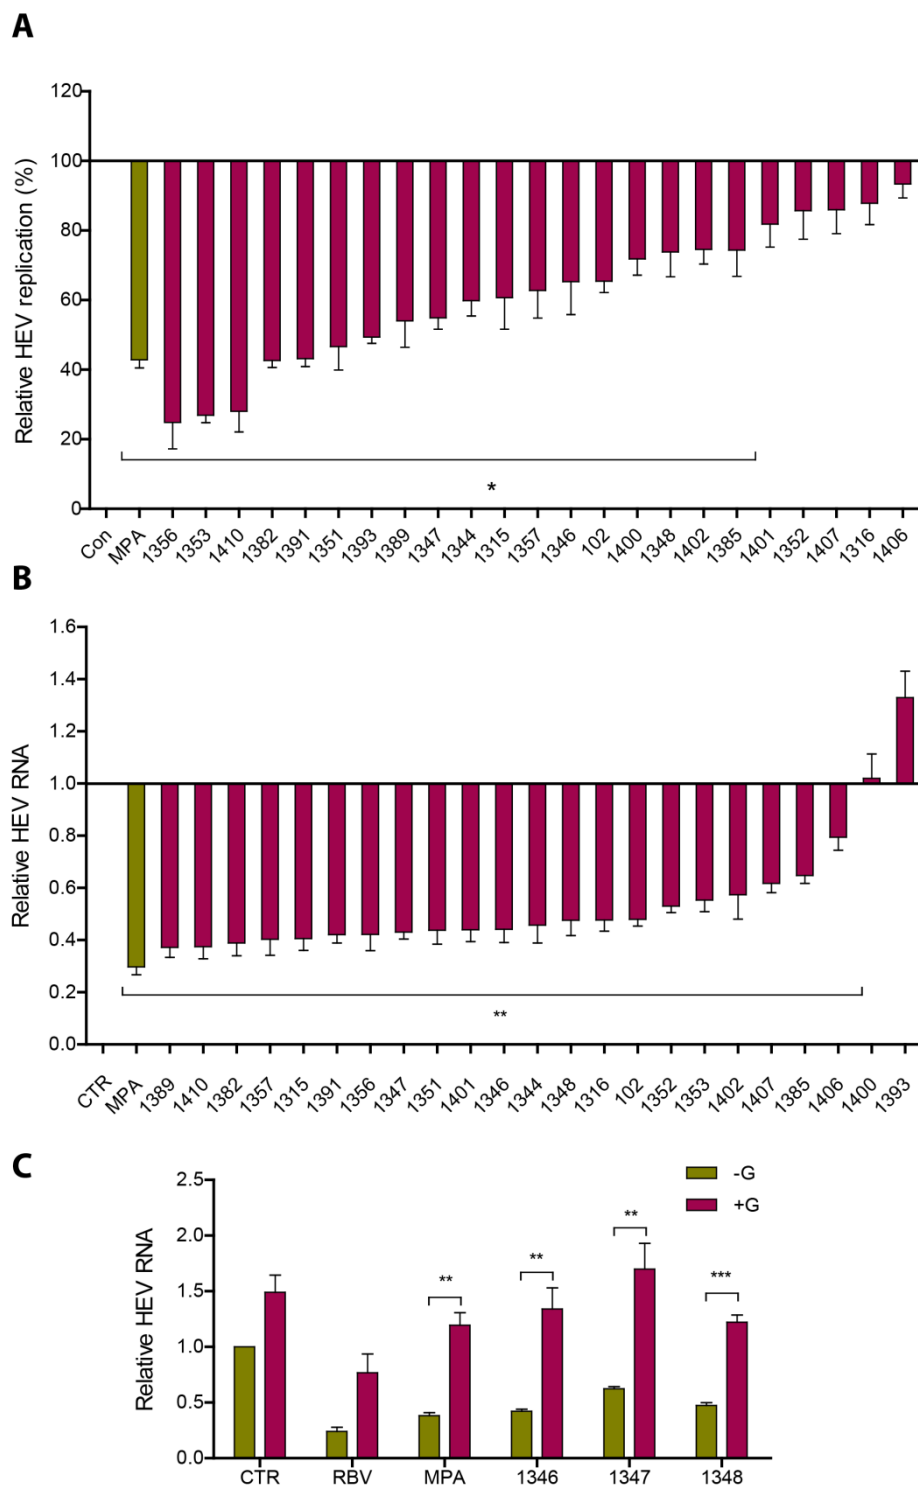 A
Relative HEV replication (%)
120
100
80
60
40
20
0
*
Con MPA 1356 1353 1410 1382 1391 1351 1393 1389 1347 1344 1315 1357 1346 102 1400 1348 1402 1385 1401 1352 1407 1316 1406
B
Relative HEV RNA
1.6
1.4
1.2
1.0
0.8
0.6
0.4
0.2
0.0
**
CTR MPA 1389 1410 1382 1357 1315 1391 1356 1347 1351 1401 1346 1344 1348 1316 102 1352 1353 1402 1407 1385 1406 1400 1393
C
Relative HEV RNA
2.5
2.0
1.5
1.0
0.5
0.0
-G
+G
** ** ** ***
CTR RBV MPA 1346 1347 1348